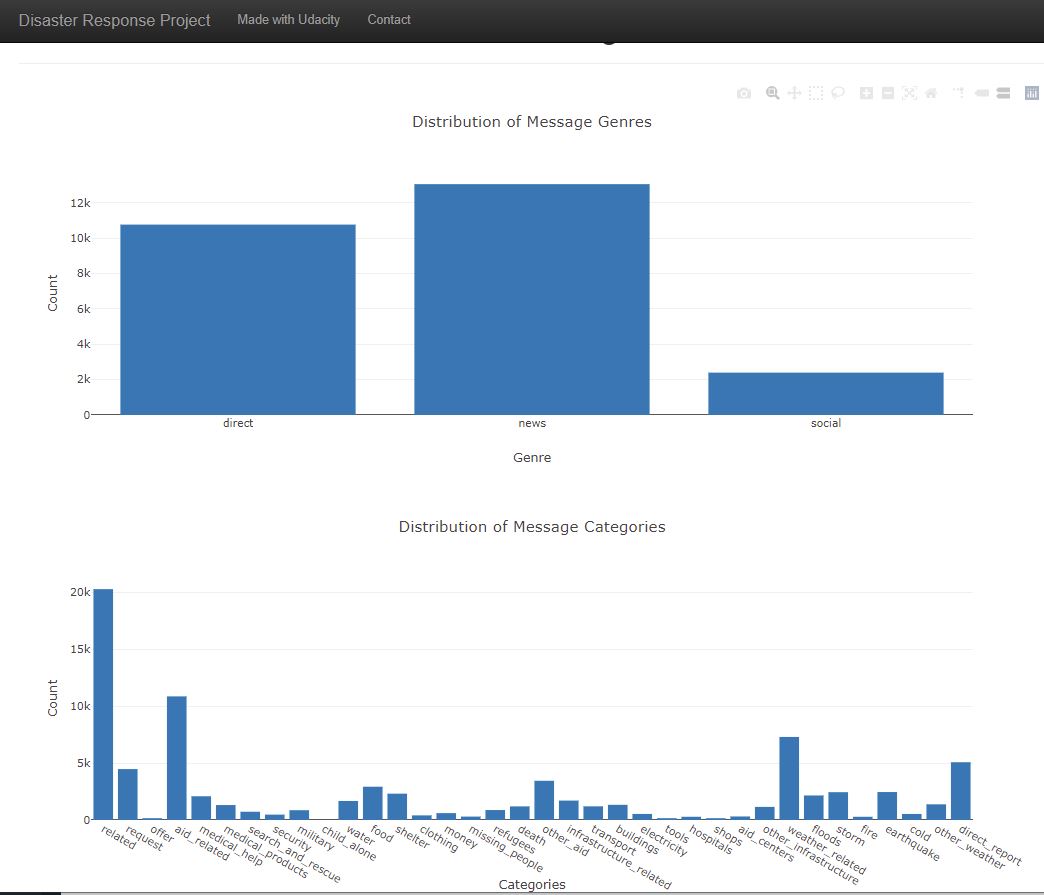 Disaster Response Project Made with Udacity Contact
Distribution of Message Genres
12k
10k
8k
6k
4k
2k
0
Count
direct news social
Genre
Distribution of Message Categories
20k
15k
10k
5k
0
Count
related request offer aid_related medical_help medical_products search_and_rescue security military child_alone water food shelter clothing money missing_people refugees death other_aid infrastructure_related transport buildings electricity tools hospitals shops aid_centers other_infrastructure weather_related floods storm fire earthquake cold other_weather direct_report
Categories